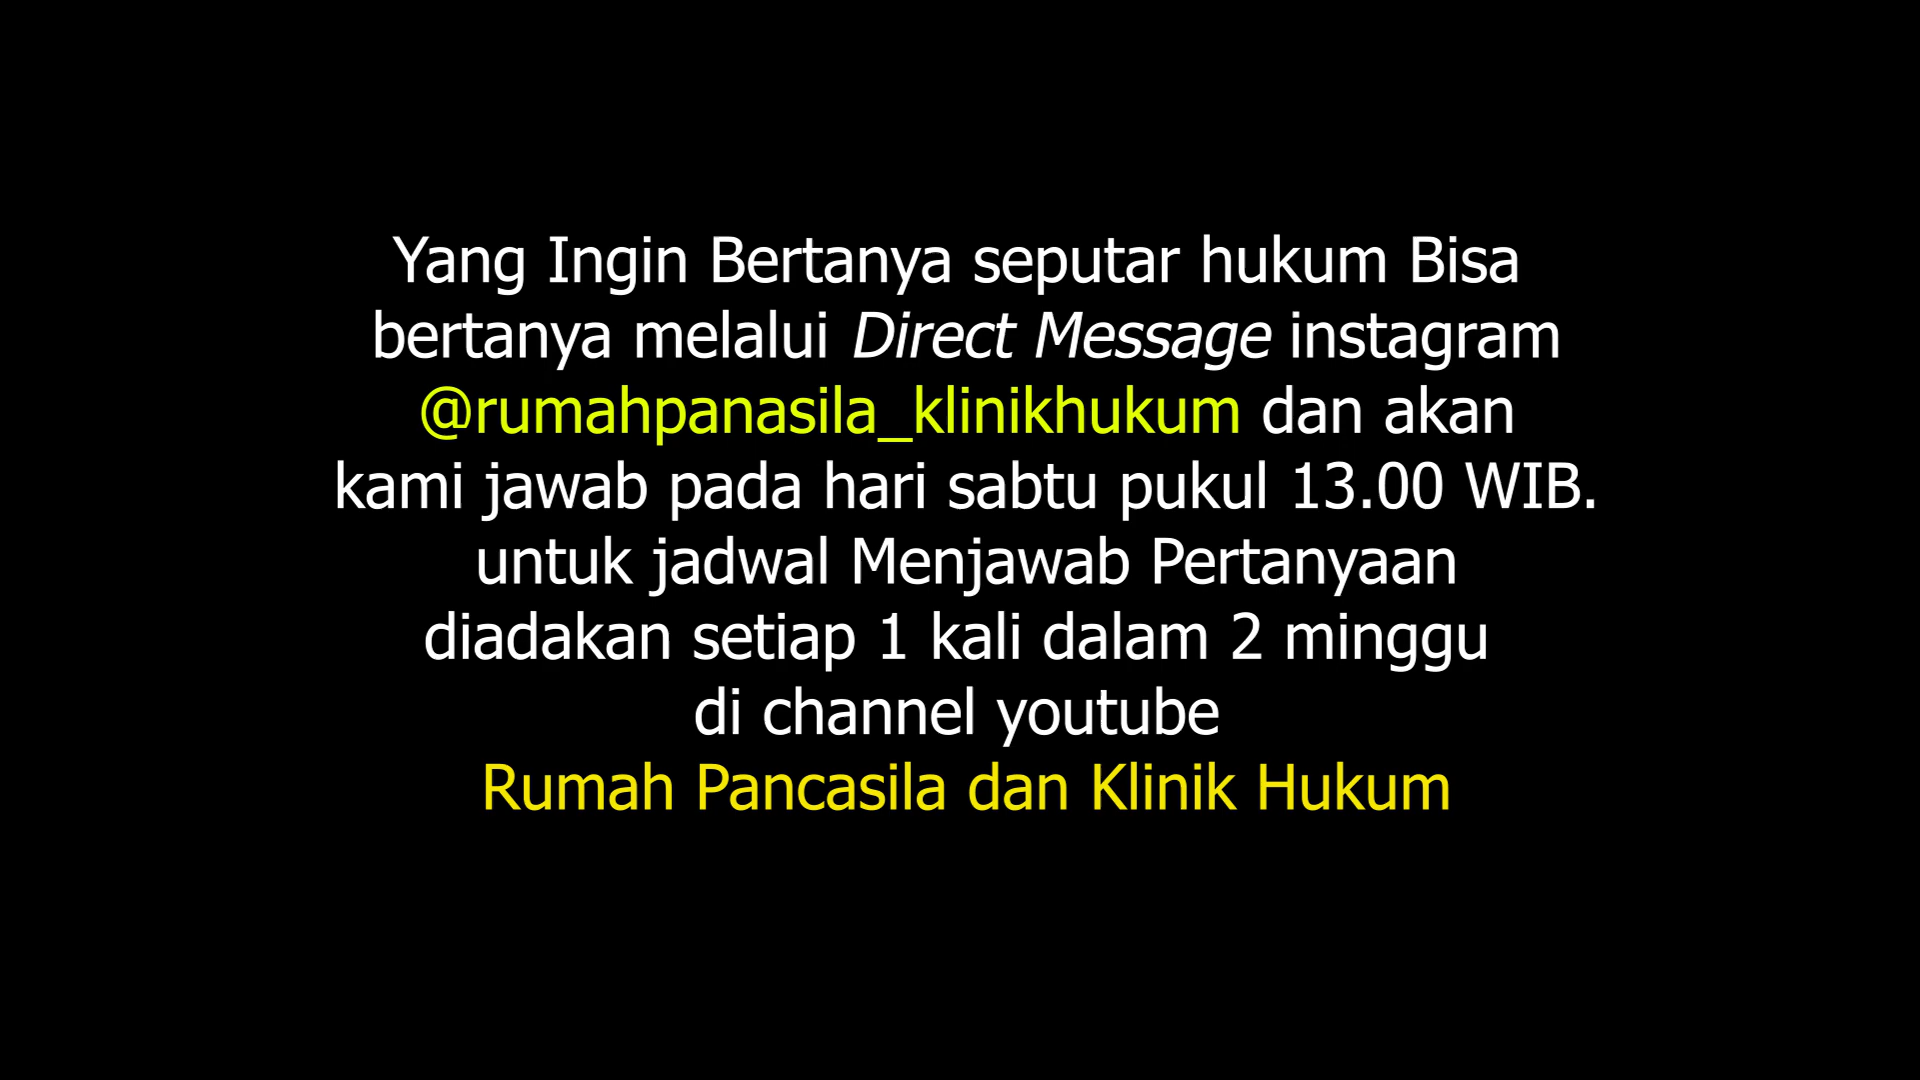 Yang Ingin Bertanya seputar hukum Bisa
bertanya melalui Direct Message instagram
@rumahpanasila_klinikhukum dan akan
kami jawab pada hari sabtu pukul 13.00 WIB.
untuk jadwal Menjawab Pertanyaan
diadakan setiap 1 kali dalam 2 minggu
di channel youtube
Rumah Pancasila dan Klinik Hukum